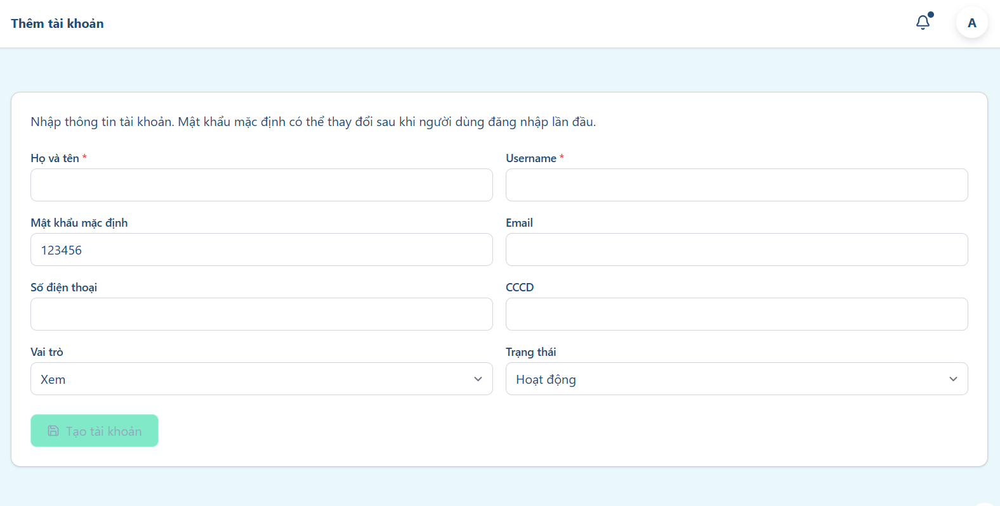 Thêm tài khoản
A
Nhập thông tin tài khoản. Mật khẩu mặc định có thể thay đổi sau khi người dùng đăng nhập lần đầu.
Họ và tên *
Username *
Mật khẩu mặc định
Email
123456
Số điện thoại
CCCD
Vai trò
Trạng thái
Xem
Hoạt động
Tạo tài khoản